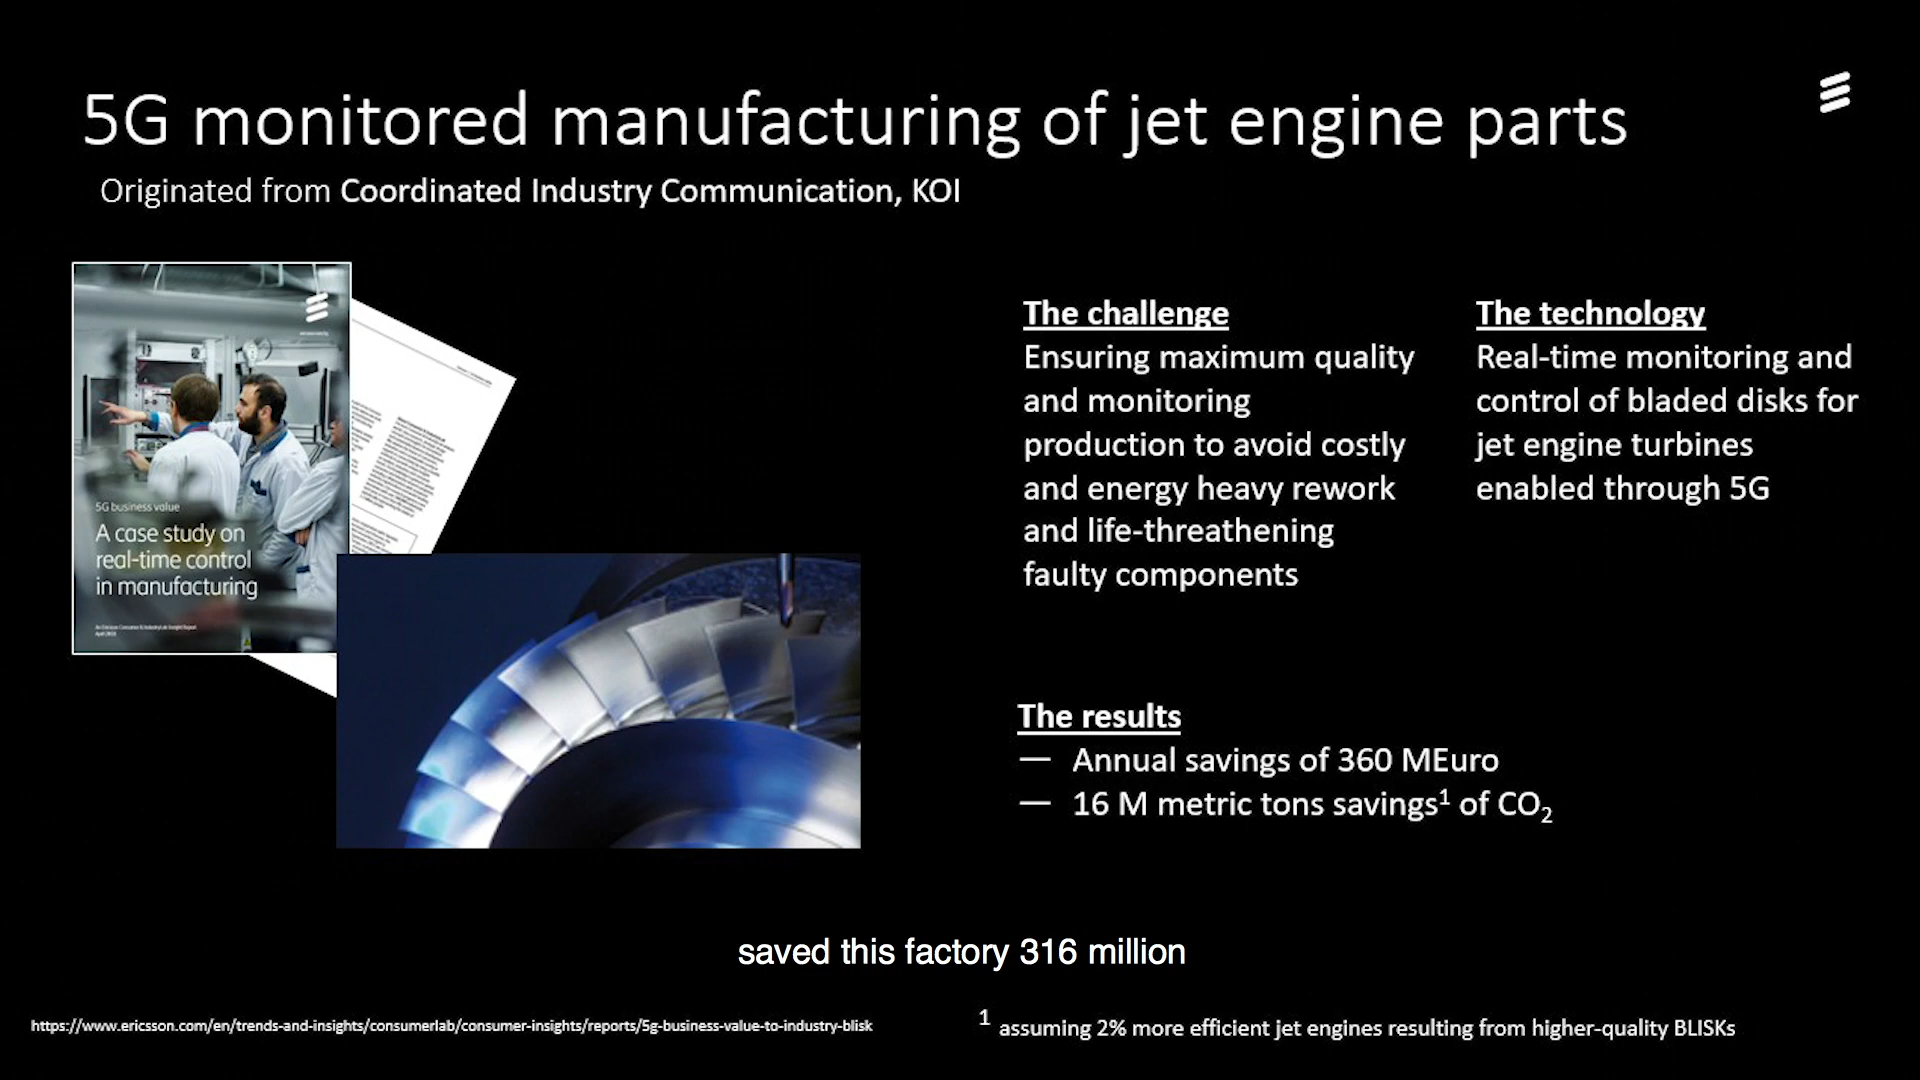 5G monitored manufacturing of jet engine parts
Originated from Coordinated Industry Communication, KOI
5G business value
A case study on
real-time control
in manufacturing
The challenge
Ensuring maximum quality
and monitoring
production to avoid costly
and energy heavy rework
and life-threathening
faulty components
The technology
Real-time monitoring and
control of bladed disks for
jet engine turbines
enabled through 5G
The results
— Annual savings of 360 MEuro
— 16 M metric tons savings¹ of CO₂
saved this factory 316 million
https://www.ericsson.com/en/trends-and-insights/consumerlab/consumer-insights/reports/5g-business-value-to-industry-blisk
¹ assuming 2% more efficient jet engines resulting from higher-quality BLISKs